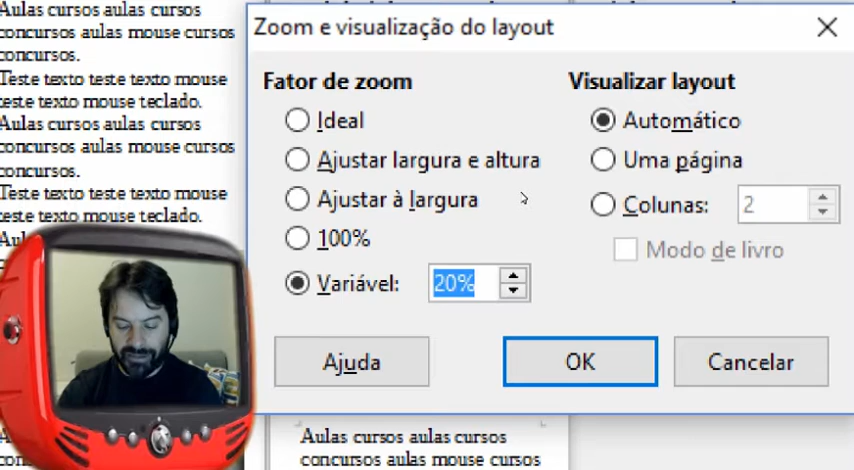 Aulas cursos aulas cursos
concursos aulas mouse cursos
concursos.
Teste texto teste texto mouse
teste texto mouse teclado.
Aulas cursos aulas cursos
concursos aulas mouse cursos
concursos.
Teste texto teste texto mouse
teste texto mouse teclado.
Zoom e visualização do layout
Fator de zoom
Ideal
Ajustar largura e altura
Ajustar à largura
100%
Variável: 20%
Visualizar layout
Automático
Uma página
Colunas: 2
Modo de livro
Ajuda
OK
Cancelar
Aulas cursos aulas cursos
concursos aulas mouse cursos